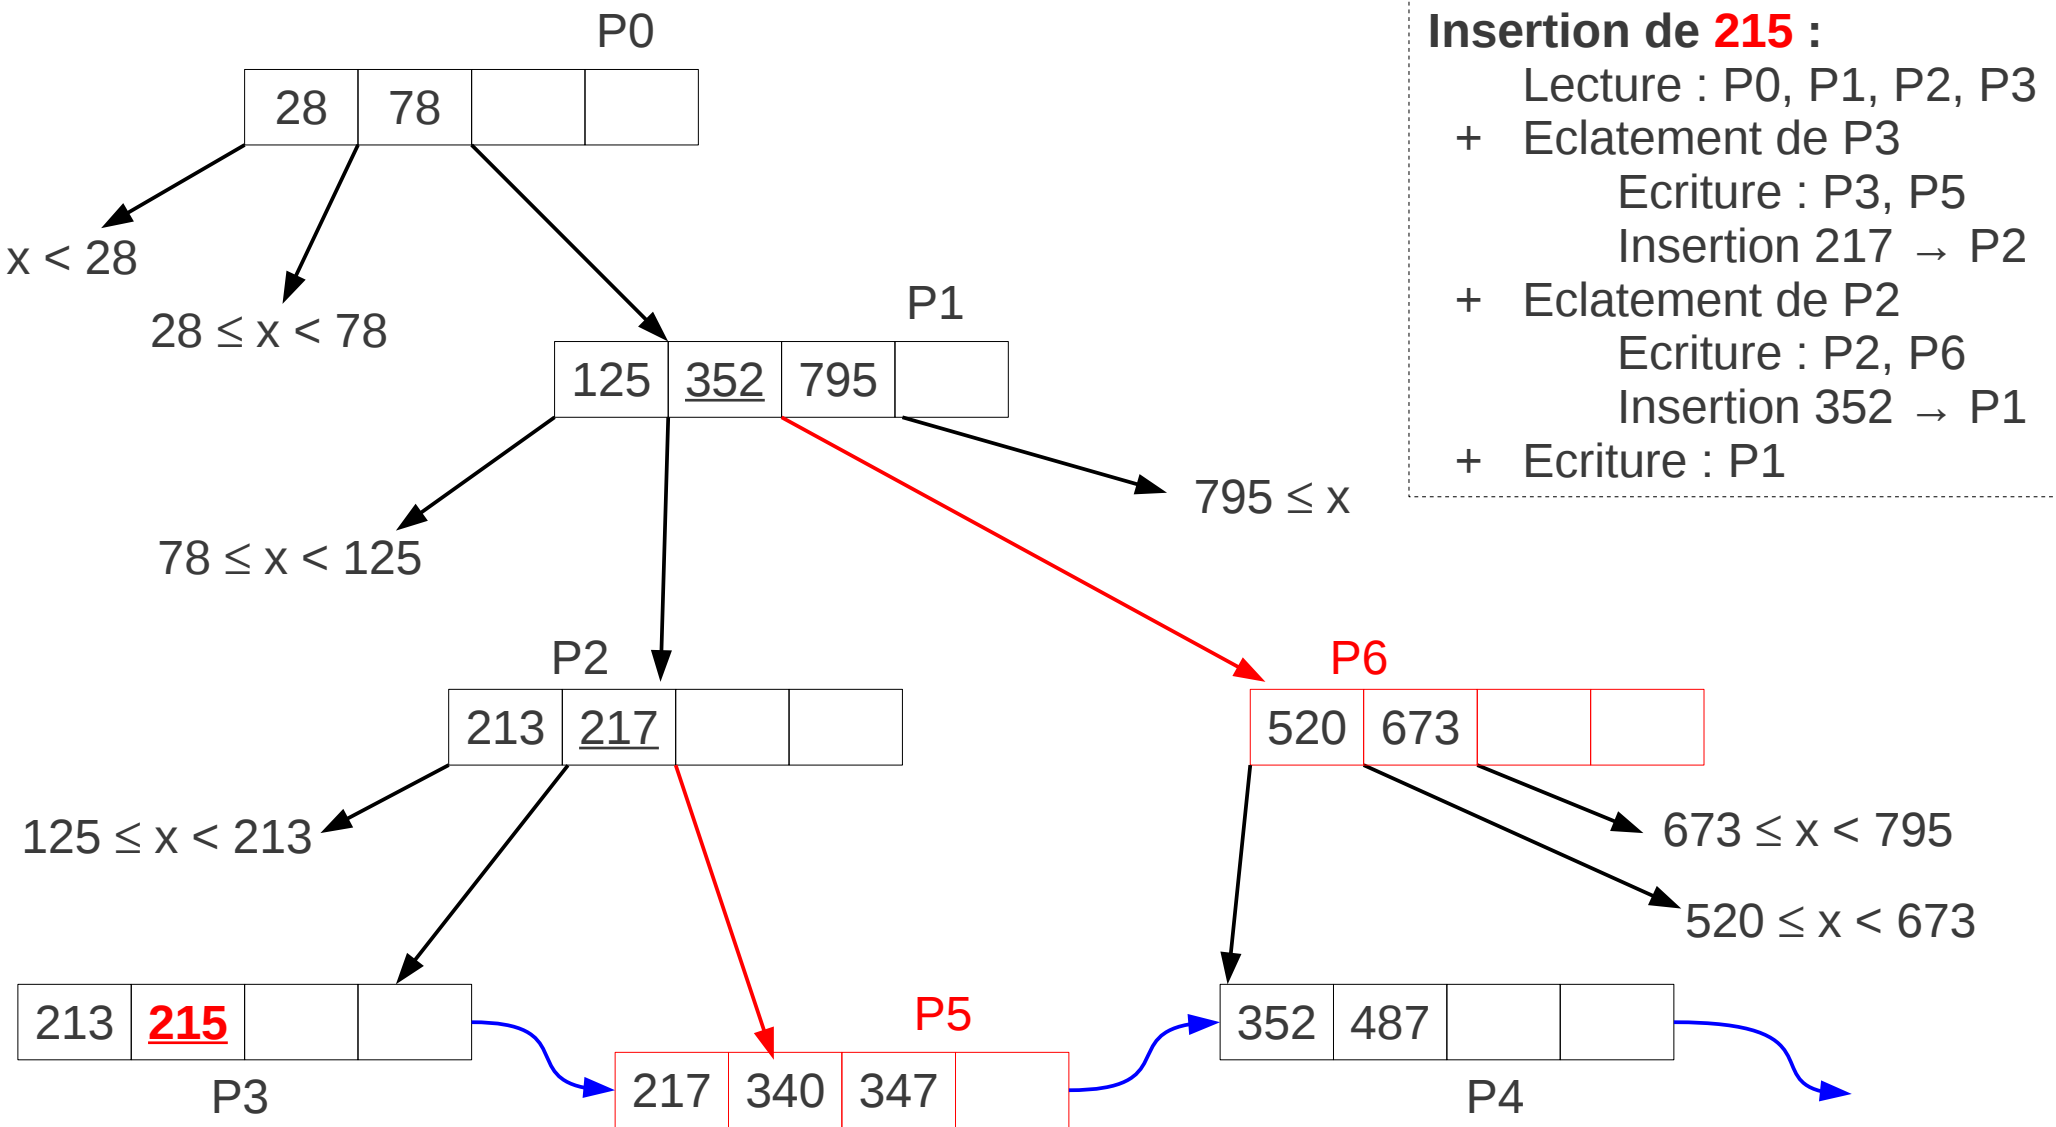 P0
28 78
x < 28
28 ≤ x < 78
P1
125 352 795
78 ≤ x < 125
795 ≤ x
P2
213 217
P6
520 673
125 ≤ x < 213
673 ≤ x < 795
520 ≤ x < 673
213 215
P3
P5
217 340 347
352 487
P4
Insertion de 215 :
Lecture : P0, P1, P2, P3
+ Eclatement de P3
Ecriture : P3, P5
Insertion 217 → P2
+ Eclatement de P2
Ecriture : P2, P6
Insertion 352 → P1
+ Ecriture : P1